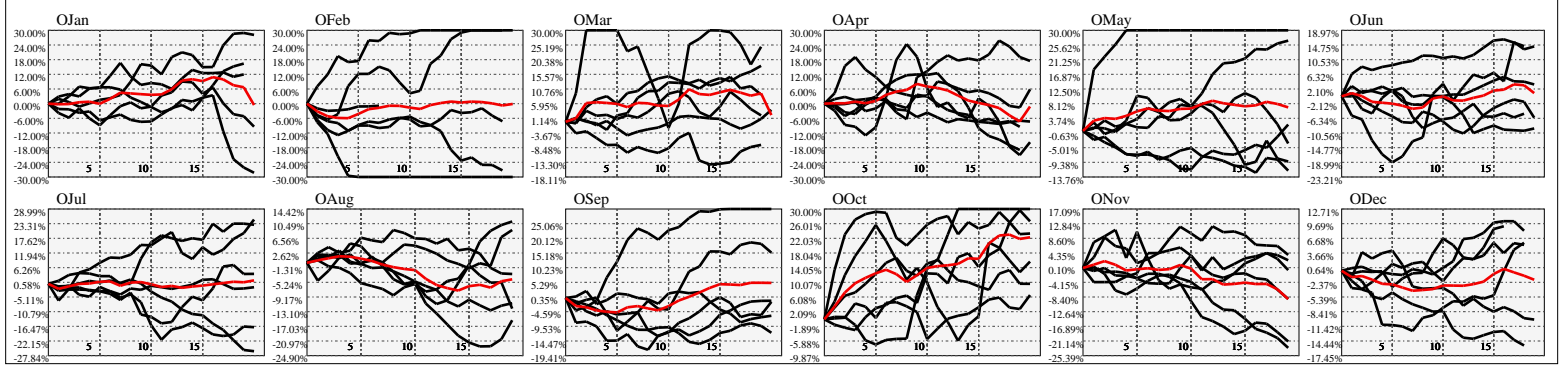 OJan OFeb OMar OApr OMay OJun
30.00% 30.00% 30.00% 30.00% 30.00% 18.97%
24.00% 24.00% 25.19% 24.00% 25.62% 14.75%
18.00% 18.00% 20.38% 18.00% 21.25% 10.53%
12.00% 12.00% 15.57% 12.00% 16.87% 6.32%
6.00% 6.00% 10.76% 6.00% 12.50% 2.10%
0.00% 0.00% 5.95% 0.00% 8.12% -2.12%
-6.00% -6.00% 1.14% -6.00% 3.74% -6.34%
-12.00% -12.00% -3.67% -12.00% -0.63% -10.56%
-18.00% -18.00% -8.48% -18.00% -5.01% -14.77%
-24.00% -24.00% -13.30% -24.00% -9.38% -18.99%
5 10 15 5 10 15 5 10 15 5 10 15 5 10 15 5 10 15
-30.00% -30.00% -18.11% -30.00% -13.76% -23.21%
OJul OAug OSep OOct ONov ODec
28.99% 14.42% 30.00% 17.09% 12.71%
23.31% 10.49% 25.06% 26.01% 12.84% 9.69%
17.62% 6.56% 20.12% 22.03% 8.60% 6.68%
11.94% 2.62% 15.18% 18.04% 4.35% 3.66%
6.26% -1.31% 10.23% 14.05% 0.10% 0.64%
0.58% -5.24% 5.29% 10.07% -4.15% -2.37%
-5.11% -9.17% 0.35% 6.08% -8.40% -5.39%
-10.79% -13.10% -4.59% 2.09% -12.64% -8.41%
-16.47% -17.03% -9.53% -1.89% -16.89% -11.42%
-22.15% -20.97% -14.47% -5.88% -21.14% -14.44%
5 10 15 5 10 15 5 10 15 5 10 15 5 10 15 5 10 15
-27.84% -24.90% -19.41% -9.87% -25.39% -17.45%